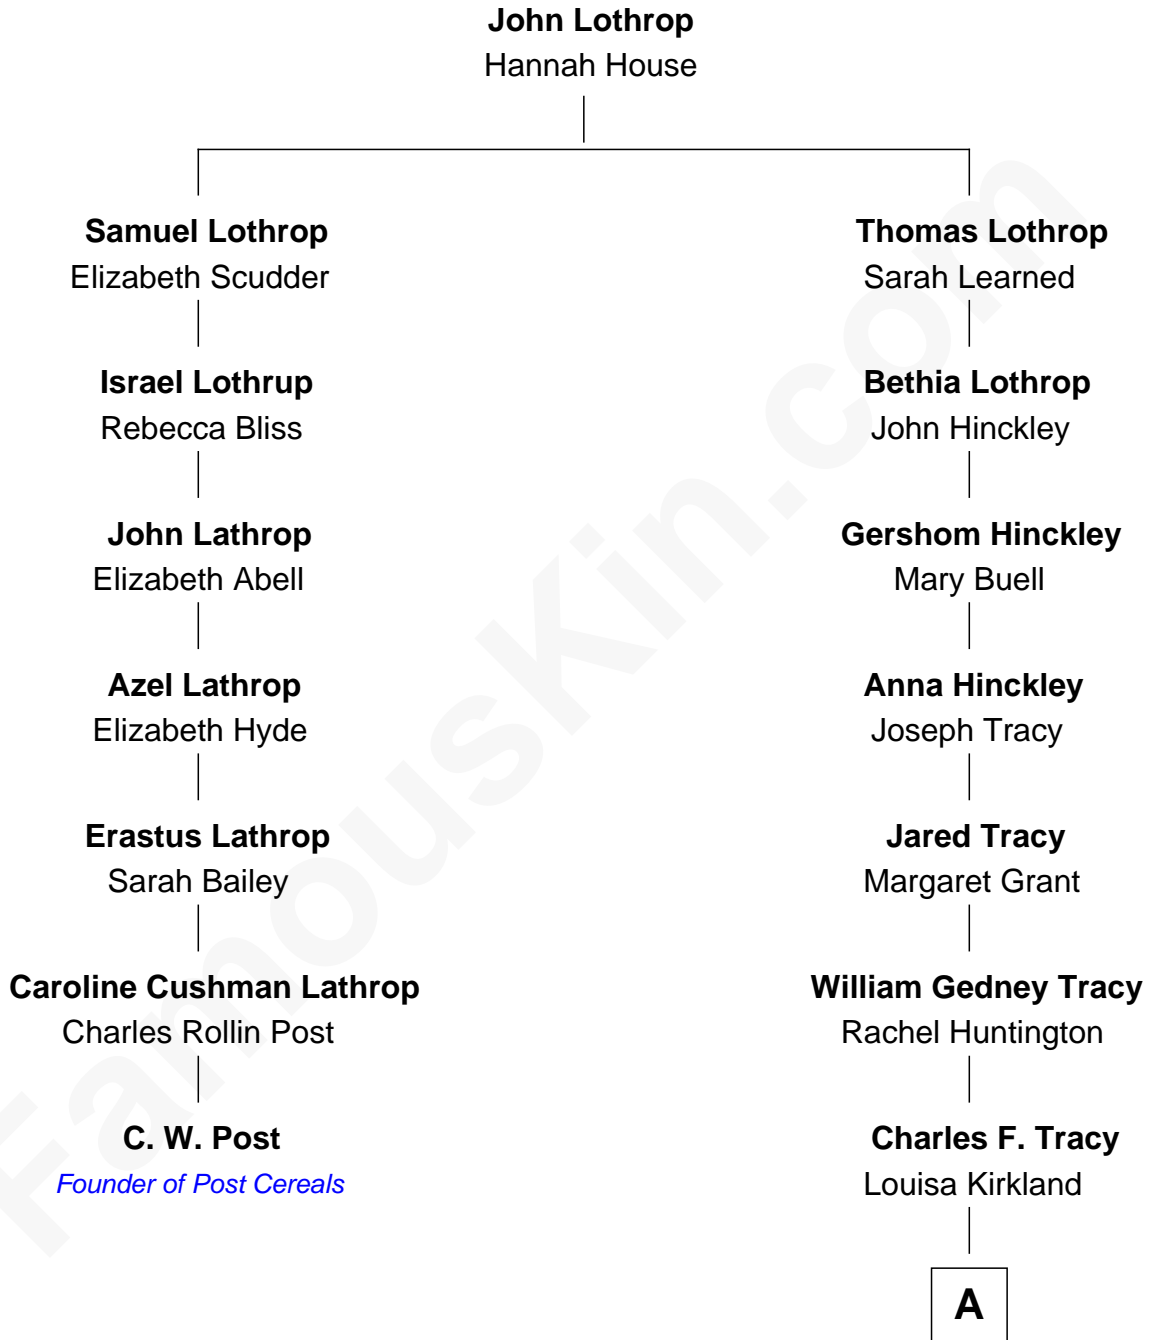 John Lothrop
Hannah House
Samuel Lothrop
Elizabeth Scudder
Israel Lothrup
Rebecca Bliss
John Lathrop
Elizabeth Abell
Azel Lathrop
Elizabeth Hyde
Erastus Lathrop
Sarah Bailey
Caroline Cushman Lathrop
Charles Rollin Post
C. W. Post
Founder of Post Cereals
Thomas Lothrop
Sarah Learned
Bethia Lothrop
John Hinckley
Gershom Hinckley
Mary Buell
Anna Hinckley
Joseph Tracy
Jared Tracy
Margaret Grant
William Gedney Tracy
Rachel Huntington
Charles F. Tracy
Louisa Kirkland
A
FamousKin.com